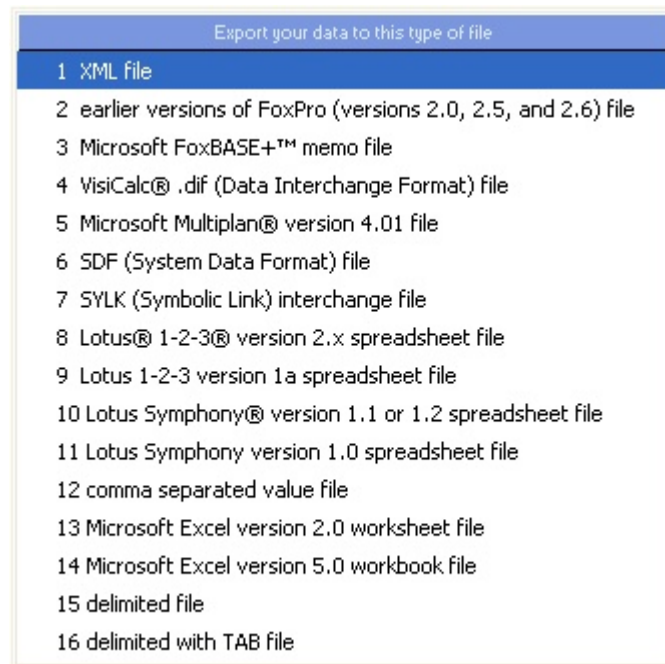 Export your data to this type of file
1 XML file
2 earlier versions of FoxPro (versions 2.0, 2.5, and 2.6) file
3 Microsoft FoxBASE+™ memo file
4 VisiCalc® .dif (Data Interchange Format) file
5 Microsoft Multiplan® version 4.01 file
6 SDF (System Data Format) file
7 SYLK (Symbolic Link) interchange file
8 Lotus® 1-2-3® version 2.x spreadsheet file
9 Lotus 1-2-3 version 1a spreadsheet file
10 Lotus Symphony® version 1.1 or 1.2 spreadsheet file
11 Lotus Symphony version 1.0 spreadsheet file
12 comma separated value file
13 Microsoft Excel version 2.0 worksheet file
14 Microsoft Excel version 5.0 workbook file
15 delimited file
16 delimited with TAB file